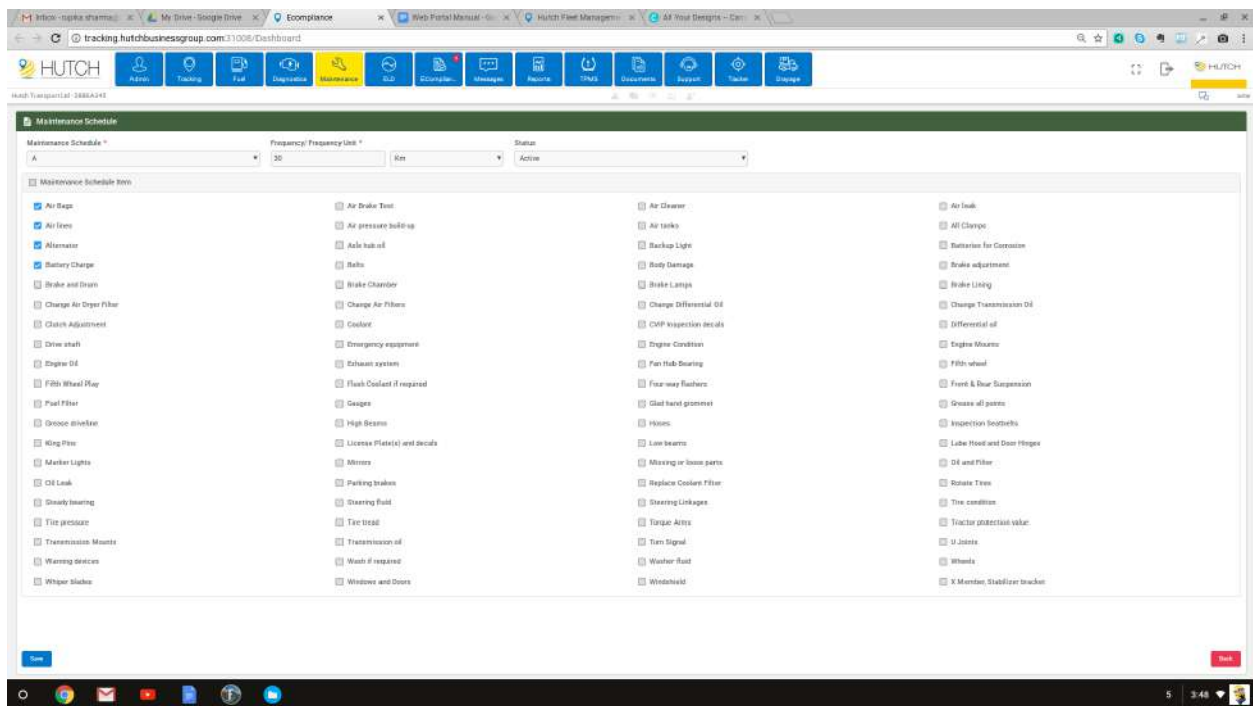 Inbox - rupika sharma My Drive - Google Drive Ecompliance Web Portal Manual - Go Hutch Fleet Managem All Your Designs – Can
tracking.hutchbusinessgroup.com:31008/Dashboard
HUTCH Admin Tracking Fuel Diagnostics Maintenance ELD EComplian... Messages Reports TPMS Documents Support Tracker Drayage HUTCH
Maintenance Schedule
Maintenance Schedule * Frequency/ Frequency Unit * Status
A 30 Km Active
Maintenance Schedule Item
Air Bags Air Brake Test Air Cleaner Air leak
Air lines Air pressure build-up Air tanks All Clamps
Alternator Axle hub oil Backup Light Batteries for Corrosion
Battery Charge Belts Body Damage Brake adjustment
Brake and Drum Brake Chamber Brake Lamps Brake Lining
Change Air Dryer Filter Change Air Filters Change Differential Oil Change Transmission Oil
Clutch Adjustment Coolant CVIP Inspection decals Differential oil
Drive shaft Emergency equipment Engine Condition Engine Mounts
Engine Oil Exhaust system Fan Hub Bearing Fifth wheel
Fifth Wheel Play Flush Coolant if required Four-way flashers Front & Rear Suspension
Fuel Filter Gauges Glad hand grommet Grease all points
Grease driveline High Beams Hoses Inspection Seatbelts
King Pins License Plate(s) and decals Low beams Lube Hood and Door Hinges
Marker Lights Mirrors Missing or loose parts Oil and Filter
Oil Leak Parking brakes Replace Coolant Filter Rotate Tires
Steady bearing Steering fluid Steering Linkages Tire condition
Tire pressure Tire tread Torque Arms Tractor protection value
Transmission Mounts Transmission oil Turn Signal U Joints
Warning devices Wash if required Washer fluid Wheels
Whiper blades Windows and Doors Windshield X Member, Stabilizer bracket
Save Back
5 3:48